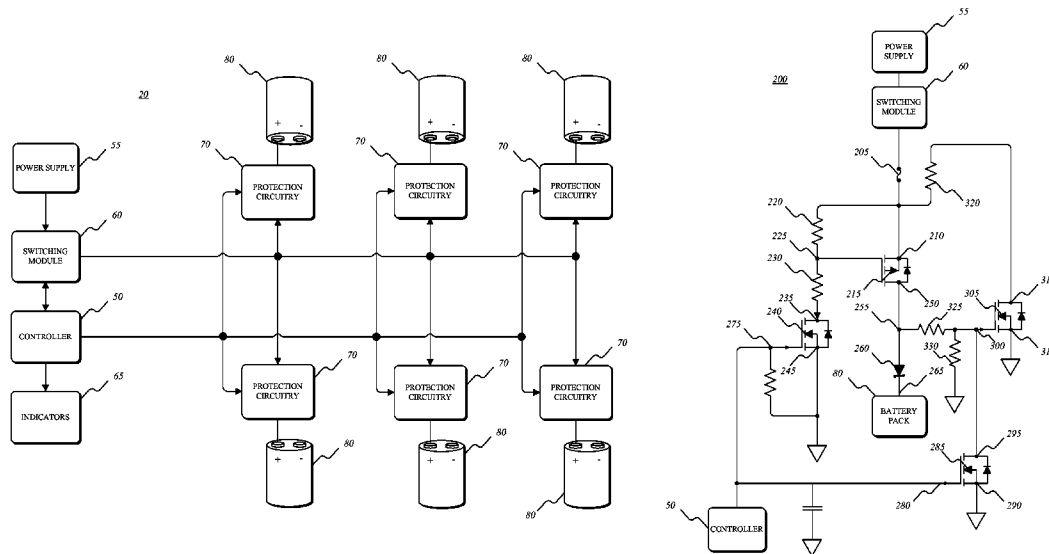 20
80
80
80
+ -
+ -
+ -
55
POWER SUPPLY
70
PROTECTION
CIRCUITRY
70
PROTECTION
CIRCUITRY
70
PROTECTION
CIRCUITRY
60
SWITCHING
MODULE
50
CONTROLLER
65
INDICATORS
70
PROTECTION
CIRCUITRY
70
PROTECTION
CIRCUITRY
70
PROTECTION
CIRCUITRY
+ -
80
+ -
80
+ -
80
200
55
POWER
SUPPLY
60
SWITCHING
MODULE
205
220
320
225
210
230
215
250
235
240
275
245
255
325
305
31
260
330
300
31
80
265
BATTERY
PACK
285
295
280
290
50
CONTROLLER